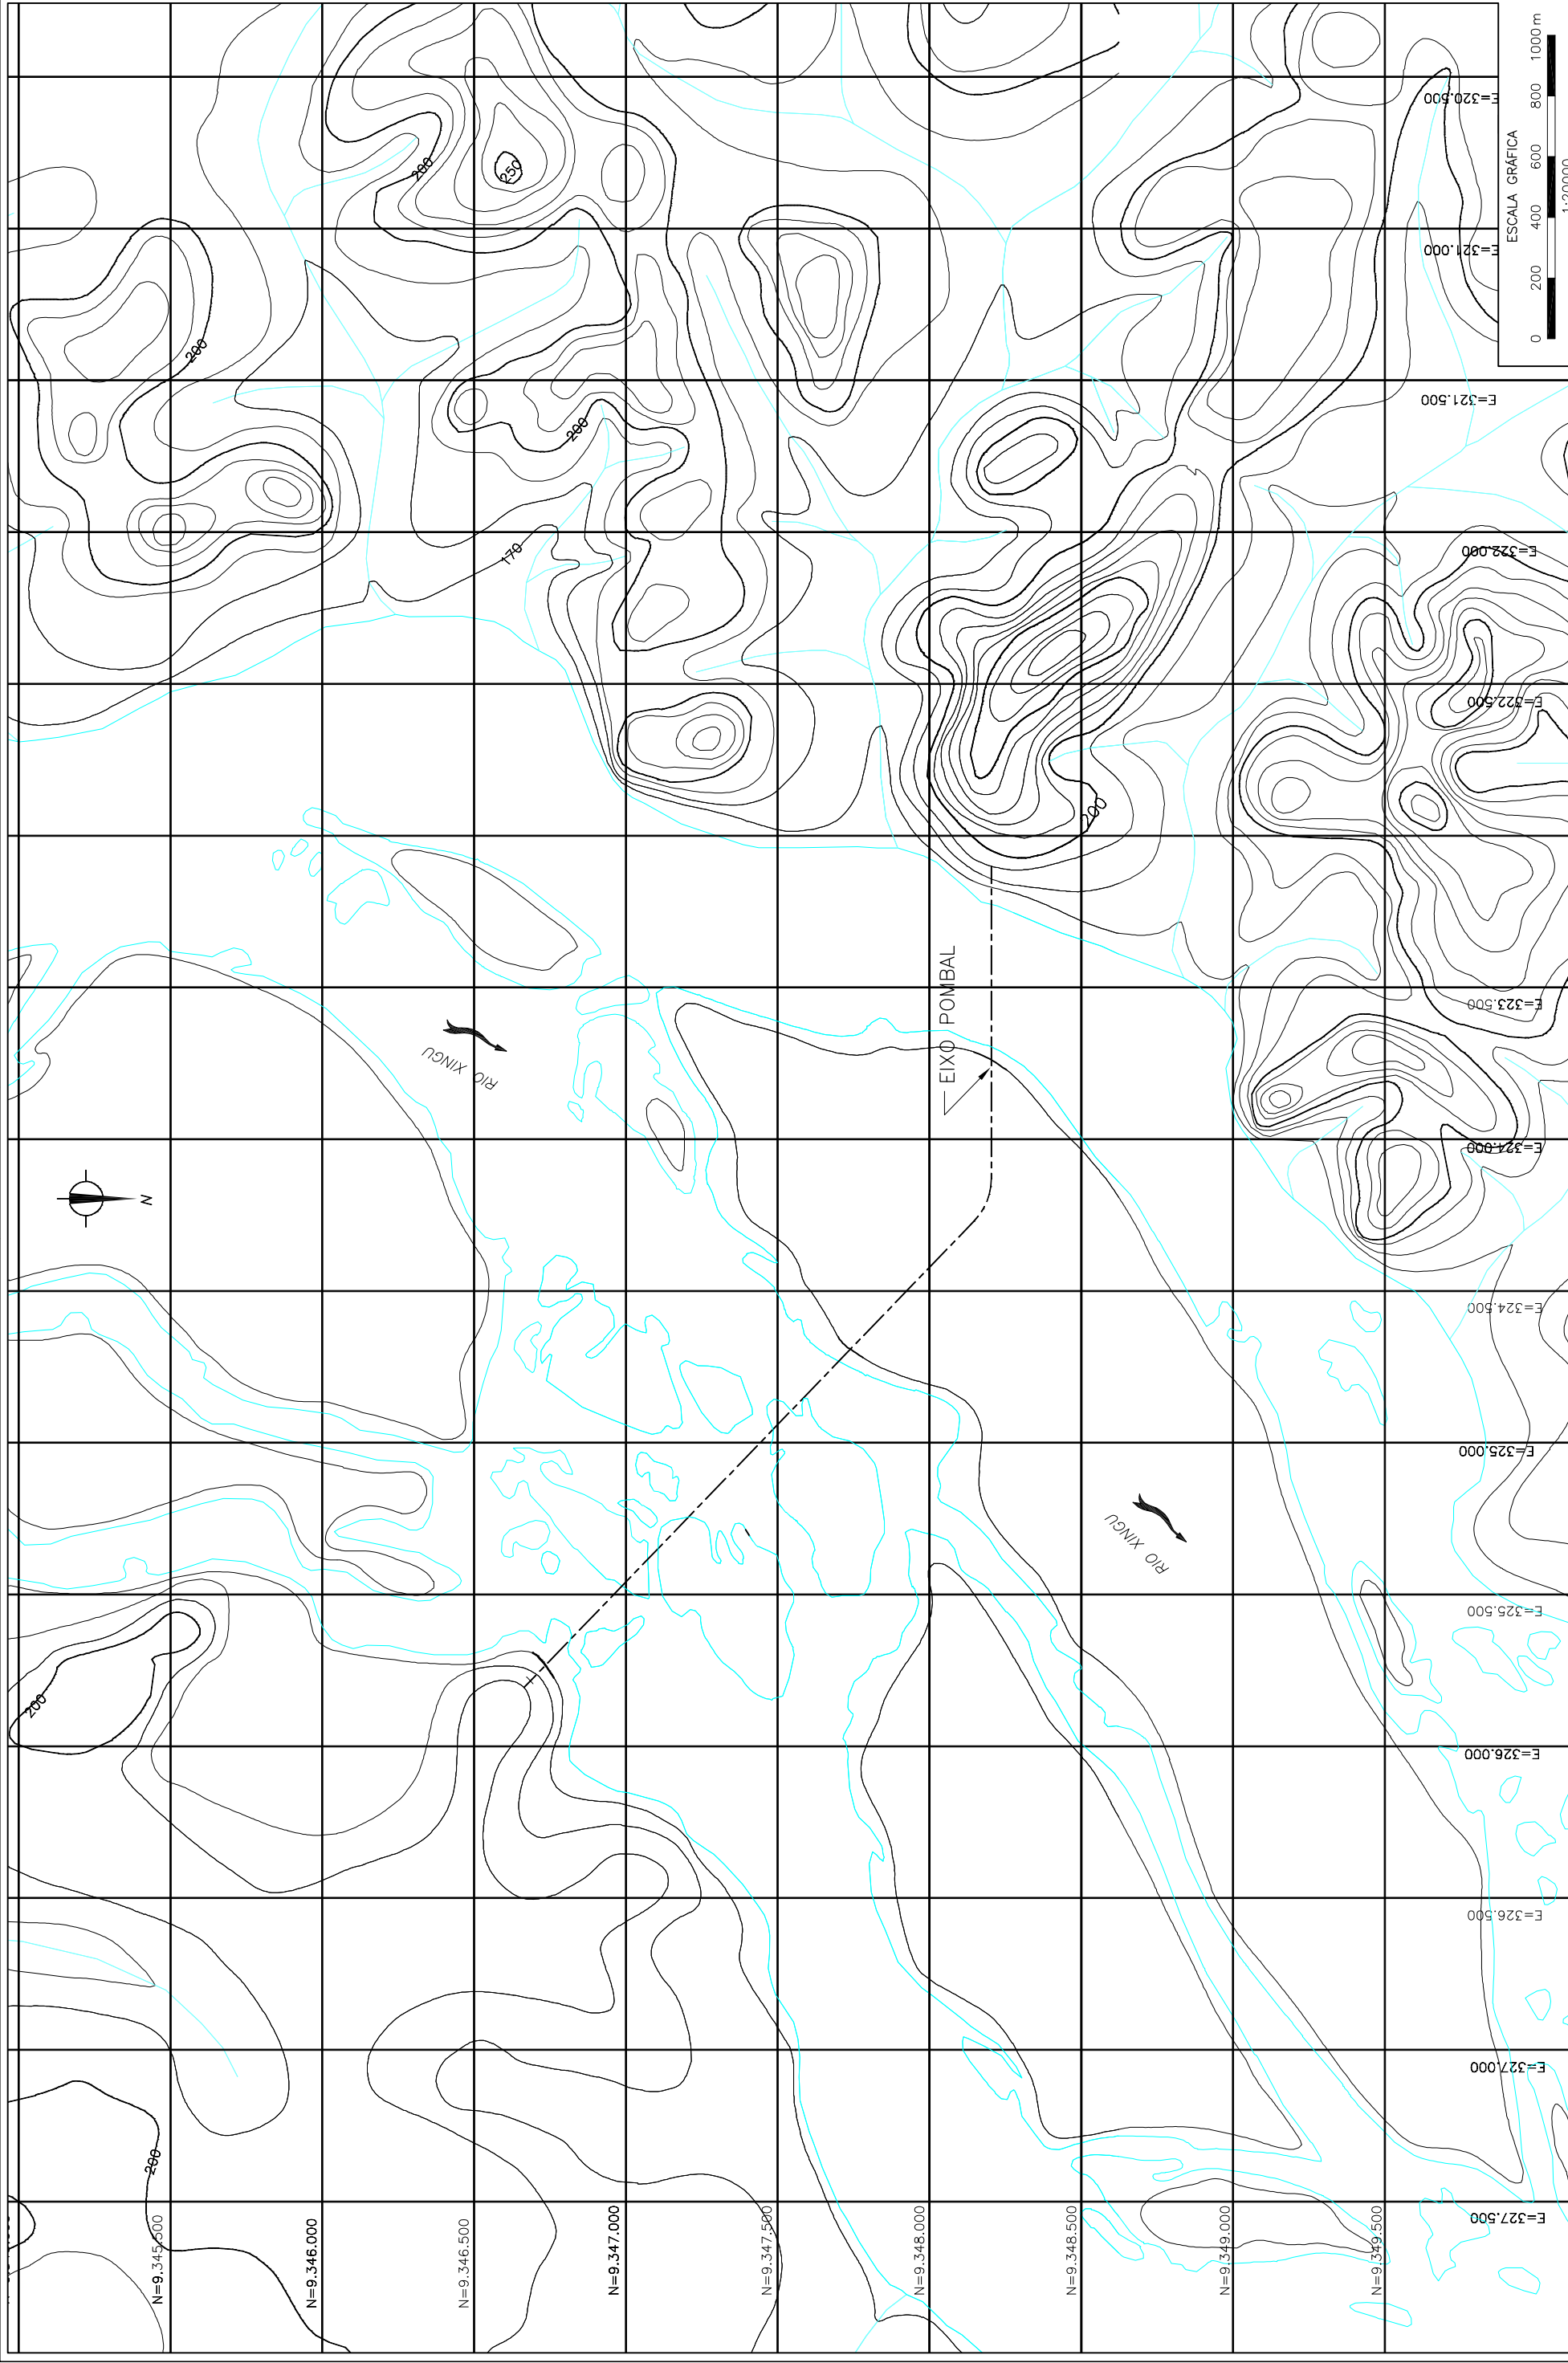 ESCALA GRÁFICA
0 200 400 600 800 1000 m
1:20000
E=320.500
E=321.000
E=321.500
E=322.000
E=322.500
E=323.500
E=324.000
E=324.500
E=325.000
E=325.500
E=326.000
E=326.500
E=327.000
E=327.500
200
250
200
200
170
200
RIO XINGU
EIXO POMBAL
N
RIO XINGU
200
200
N=9.345.500
N=9.346.000
N=9.346.500
N=9.347.000
N=9.347.500
N=9.348.000
N=9.348.500
N=9.349.000
N=9.349.500